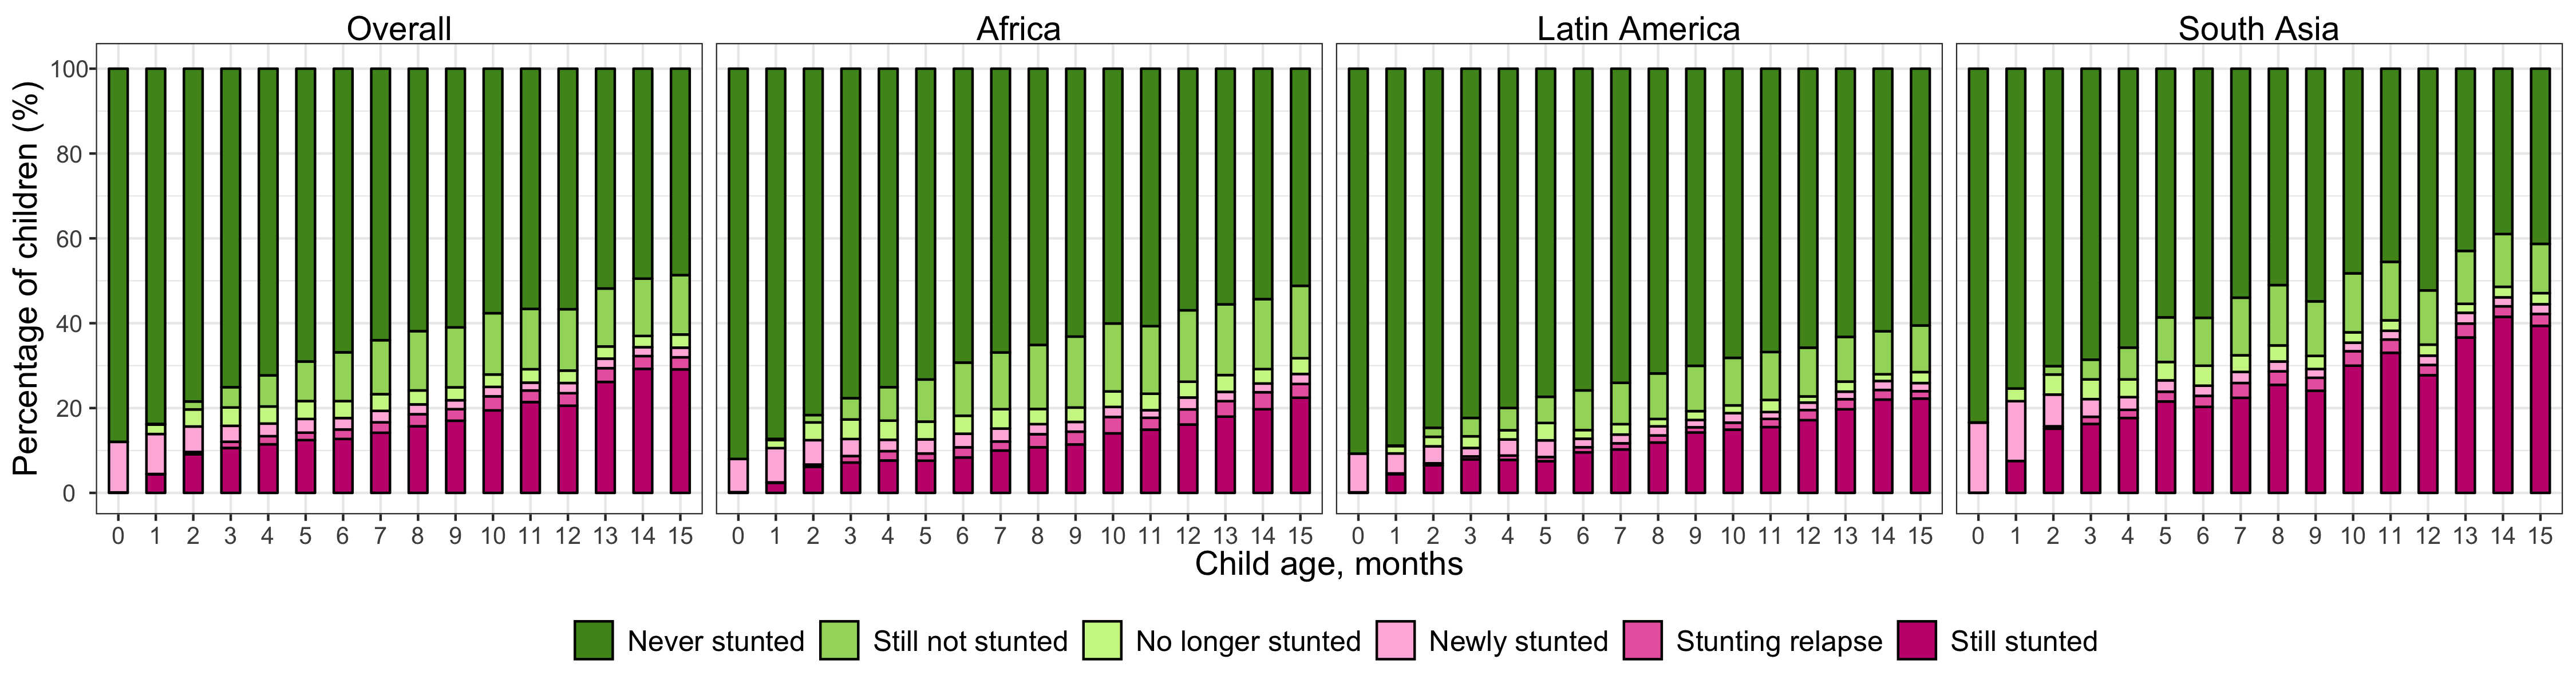 Overall Africa Latin America South Asia
Percentage of children (%)
100
80
60
40
20
0
0 1 2 3 4 5 6 7 8 9 10 11 12 13 14 15 0 1 2 3 4 5 6 7 8 9 10 11 12 13 14 15 0 1 2 3 4 5 6 7 8 9 10 11 12 13 14 15 0 1 2 3 4 5 6 7 8 9 10 11 12 13 14 15
Child age, months
Never stunted Still not stunted No longer stunted Newly stunted Stunting relapse Still stunted